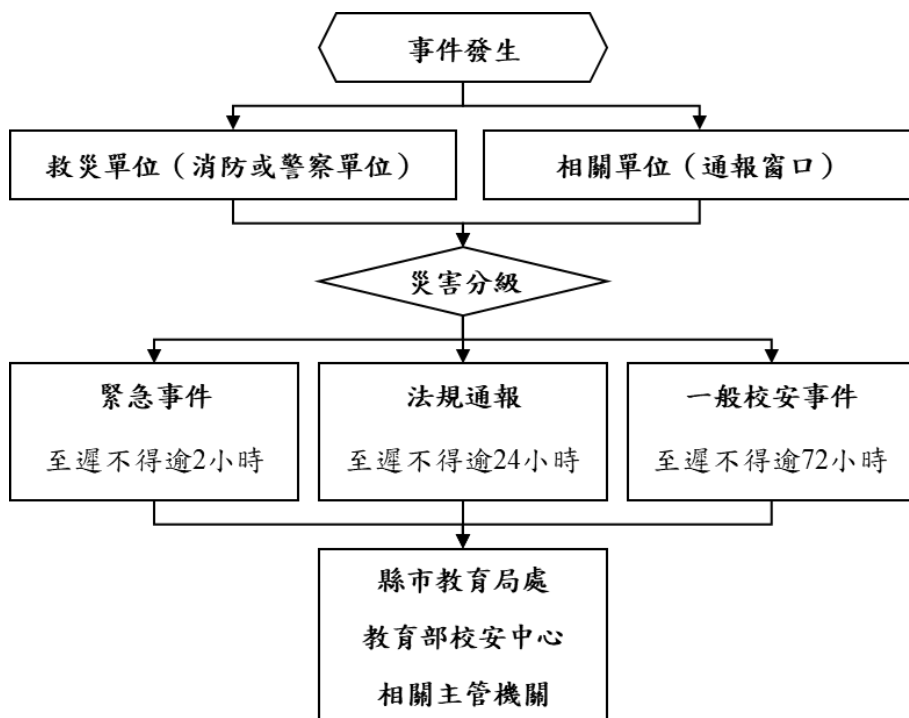 事件發生
救災單位（消防或警察單位）
相關單位（通報窗口）
災害分級
緊急事件
至遲不得逾2小時
法規通報
至遲不得逾24小時
一般校安事件
至遲不得逾72小時
縣市教育局處
教育部校安中心
相關主管機關